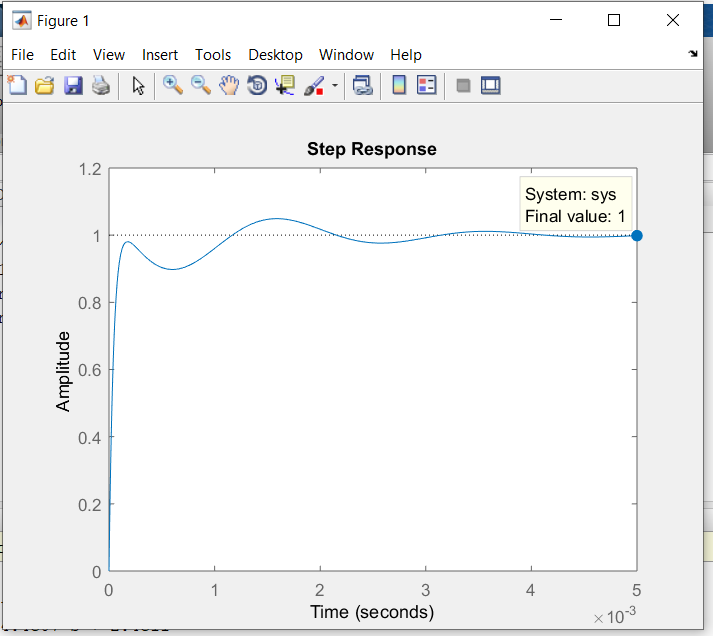 Figure 1
File Edit View Insert Tools Desktop Window Help
Step Response
System: sys
Final value: 1
1.2
1
0.8
0.6
0.4
0.2
0
Amplitude
0 1 2 3 4 5
Time (seconds)
×10⁻³